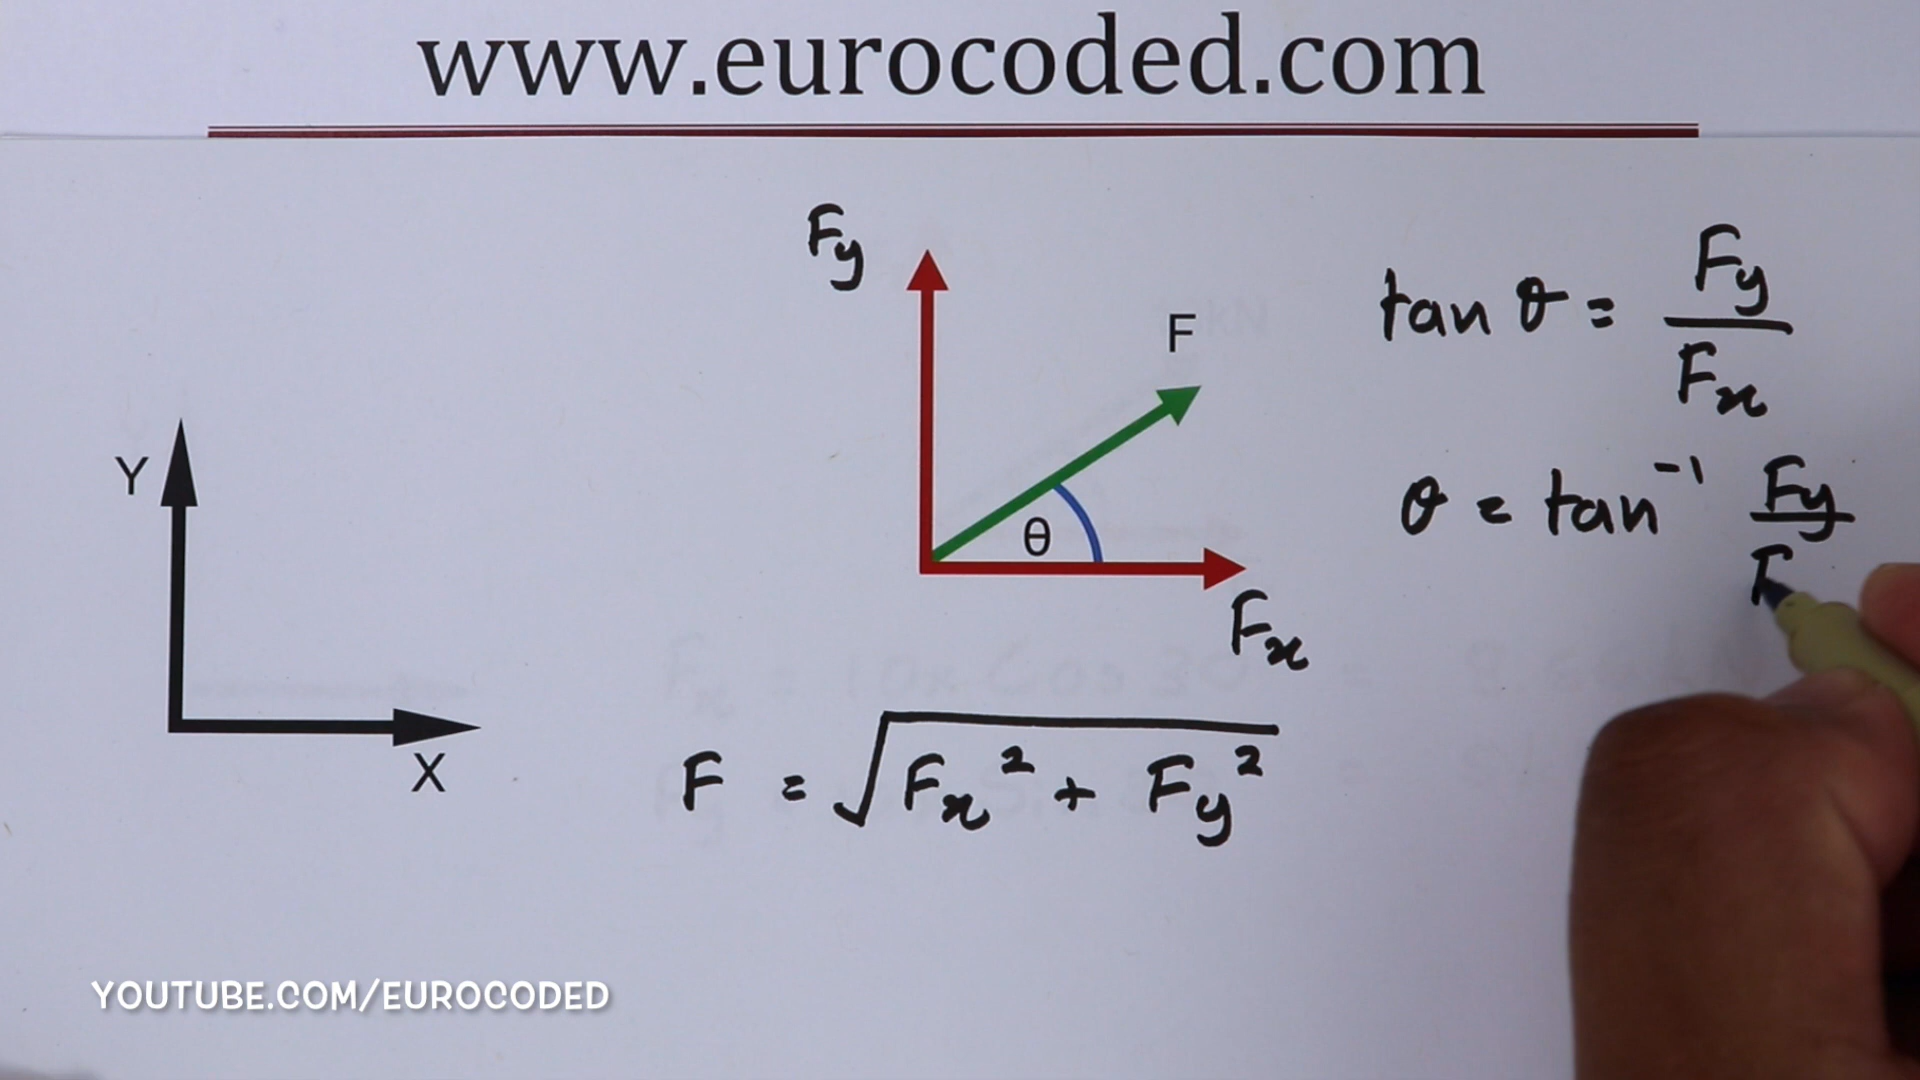 www.eurocoded.com
Fy
F
θ
Fx
Y
X
tan θ = Fy / Fx
θ = tan⁻¹ Fy / F
F = √Fx² + Fy²
YOUTUBE.COM/EUROCODED